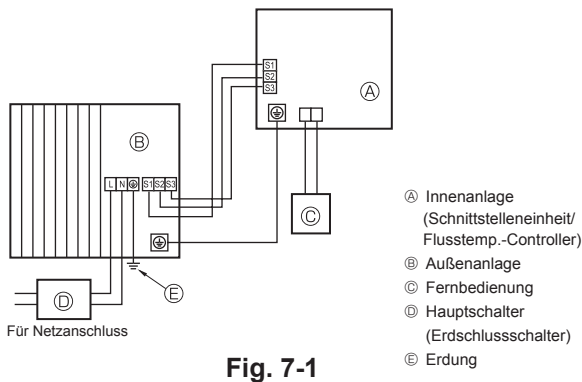 S1
S2
S3
Ⓐ
Ⓑ
L N S1 S2 S3
Ⓒ
Ⓓ
Ⓔ
Für Netzanschluss
Ⓐ Innenanlage
(Schnittstelleneinheit/
Flusstemp.-Controller)
Ⓑ Außenanlage
Ⓒ Fernbedienung
Ⓓ Hauptschalter
(Erdschlussschalter)
Ⓔ Erdung
Fig. 7-1